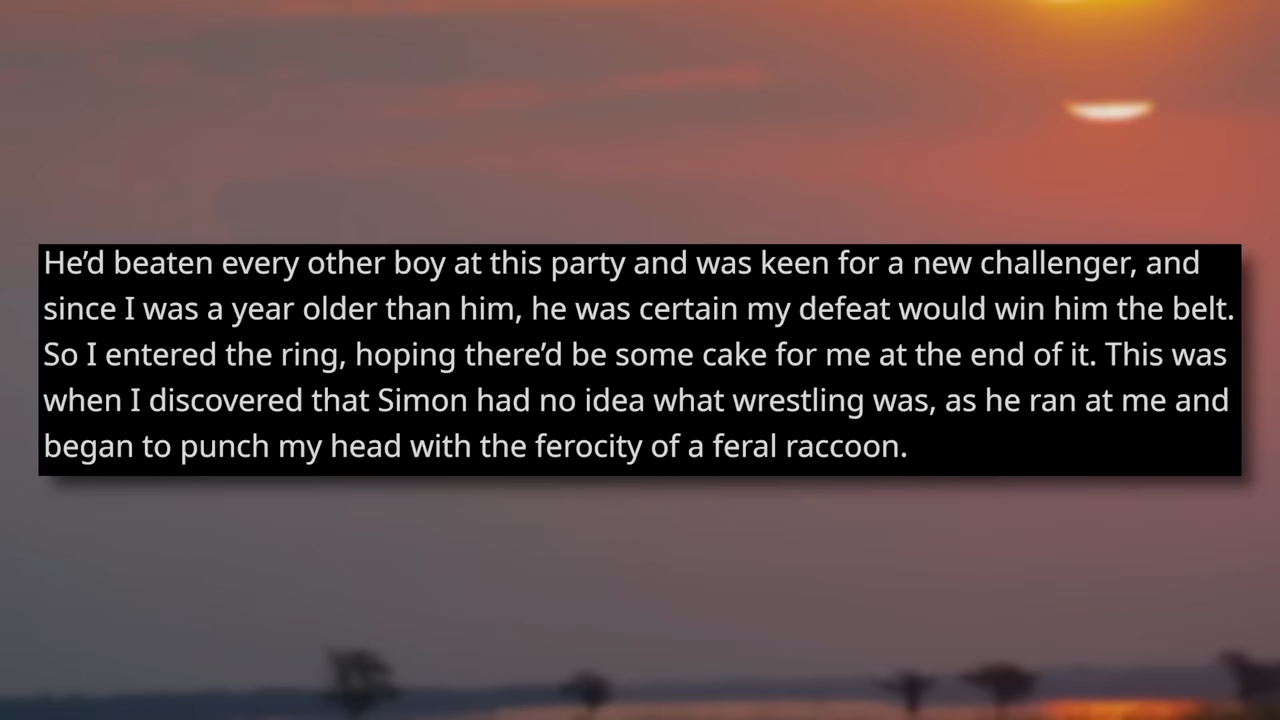 He’d beaten every other boy at this party and was keen for a new challenger, and
since I was a year older than him, he was certain my defeat would win him the belt.
So I entered the ring, hoping there’d be some cake for me at the end of it. This was
when I discovered that Simon had no idea what wrestling was, as he ran at me and
began to punch my head with the ferocity of a feral raccoon.